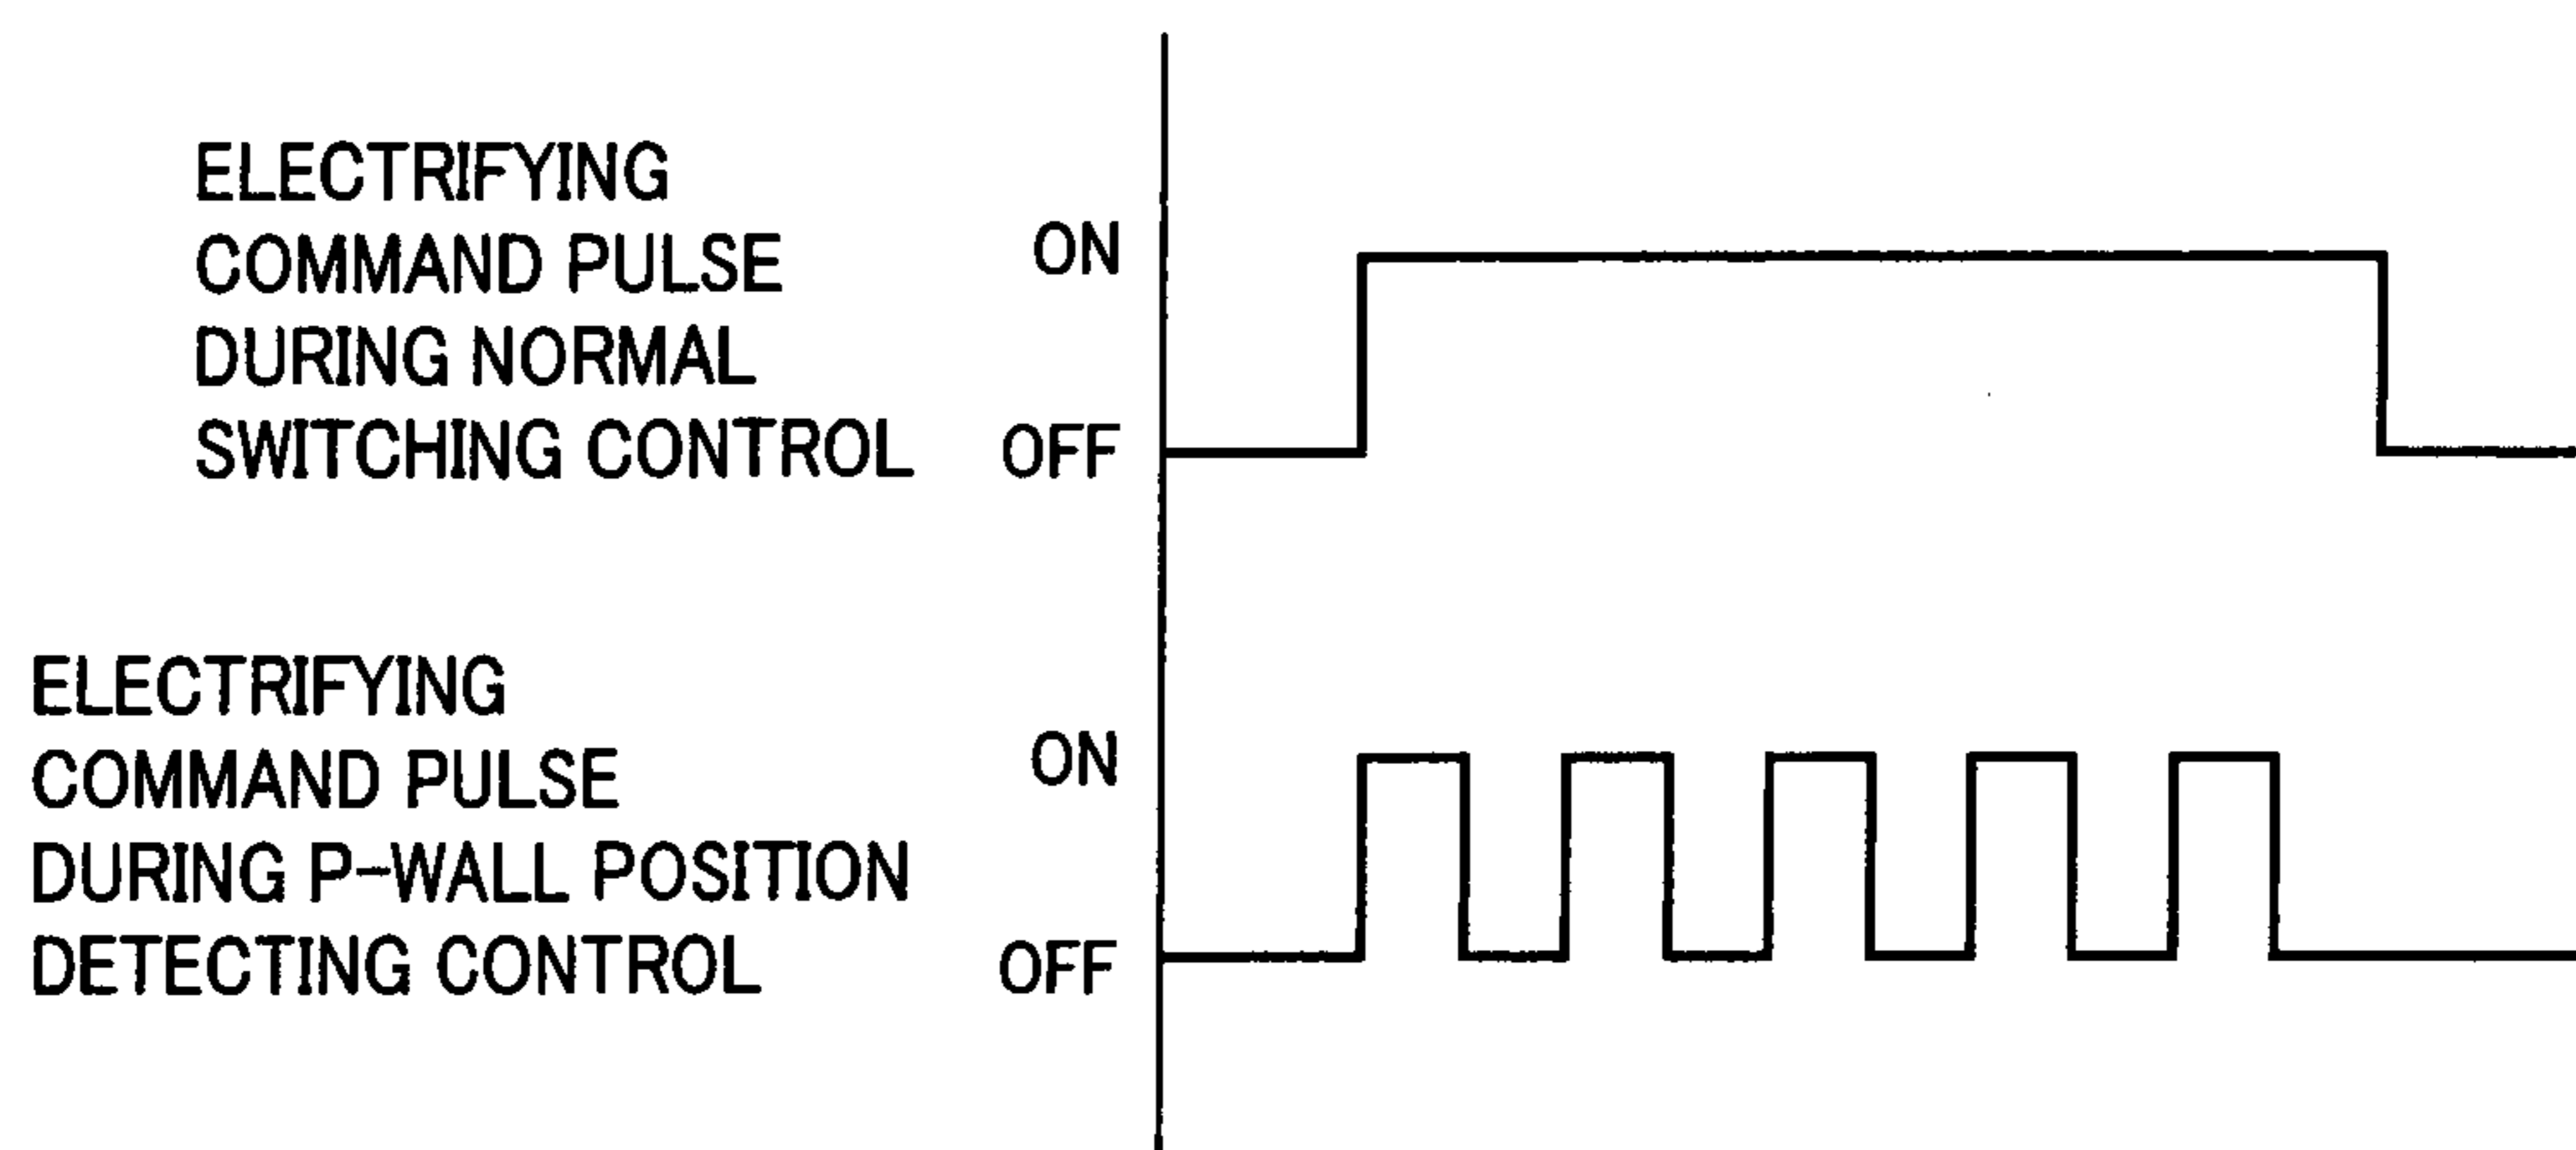 ELECTRIFYING
COMMAND PULSE
DURING NORMAL
SWITCHING CONTROL
ON
OFF
ELECTRIFYING
COMMAND PULSE
DURING P-WALL POSITION
DETECTING CONTROL
ON
OFF